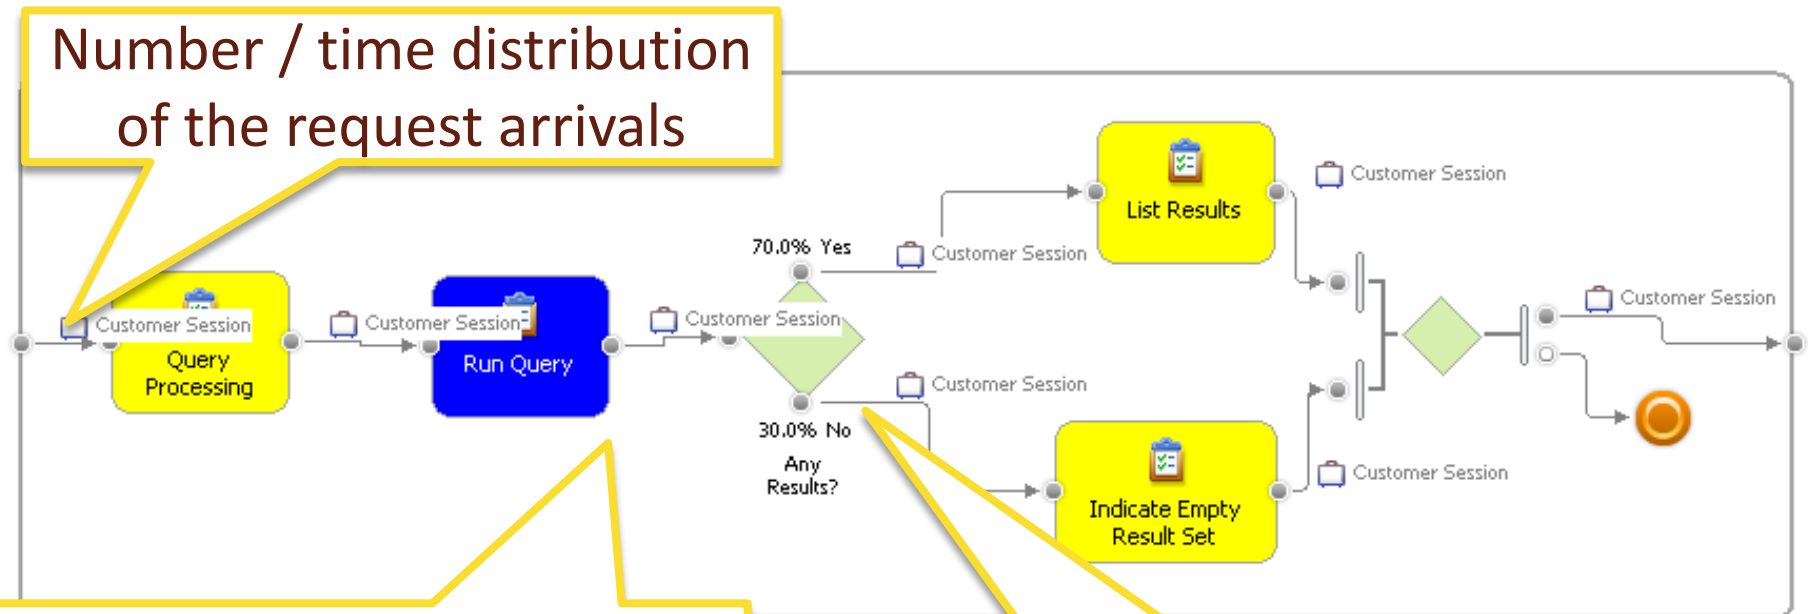 Number / time distribution
of the request arrivals
Customer Session
Query
Processing
Customer Session
Run Query
Customer Session
70.0% Yes
30.0% No
Any
Results?
Customer Session
List Results
Customer Session
Customer Session
Indicate Empty
Result Set
Customer Session
Customer Session